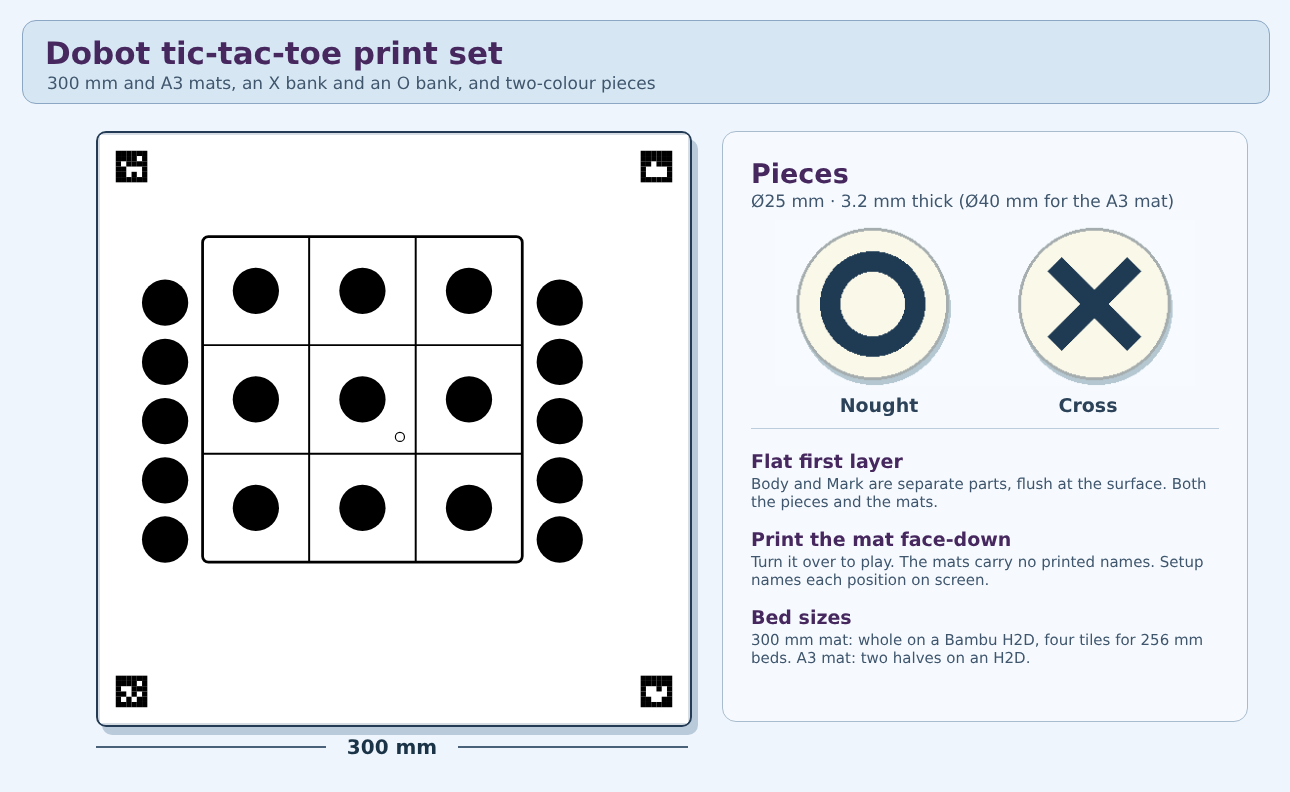 Dobot tic-tac-toe print set
300 mm and A3 mats, an X bank and an O bank, and two-colour pieces
Pieces
Ø25 mm · 3.2 mm thick (Ø40 mm for the A3 mat)
Nought
Cross
Flat first layer
Body and Mark are separate parts, flush at the surface. Both
the pieces and the mats.
Print the mat face-down
Turn it over to play. The mats carry no printed names. Setup
names each position on screen.
Bed sizes
300 mm mat: whole on a Bambu H2D, four tiles for 256 mm
beds. A3 mat: two halves on an H2D.
300 mm